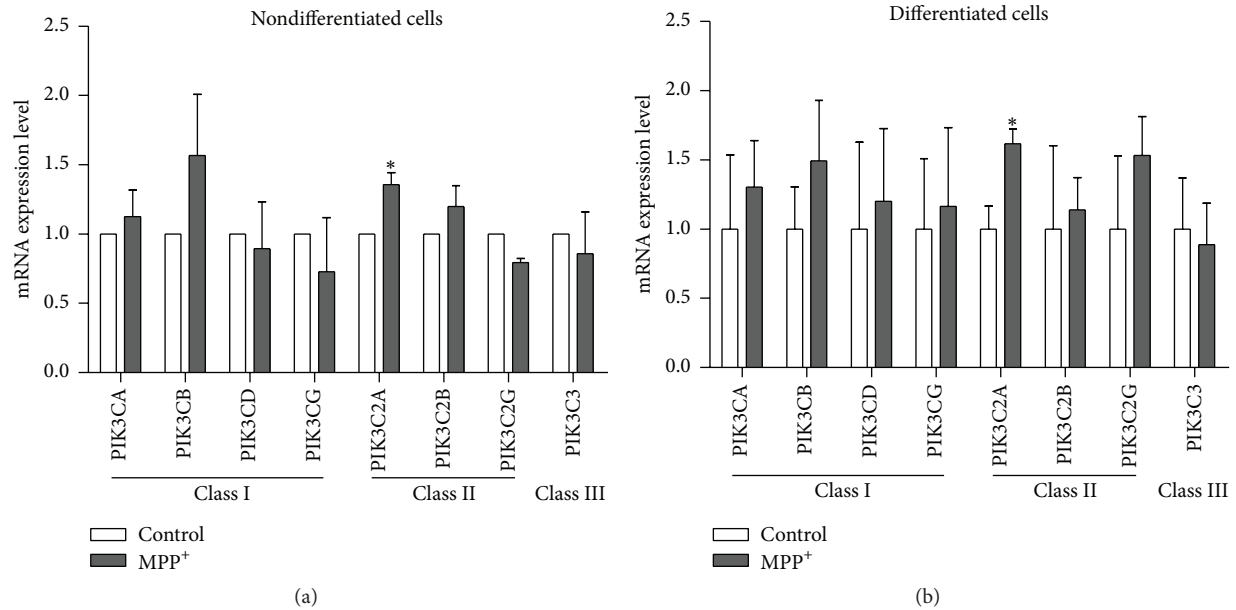 Nondifferentiated cells
2.5
2.0
1.5
1.0
0.5
0.0
mRNA expression level
*
PIK3CA
PIK3CB
PIK3CD
PIK3CG
PIK3C2A
PIK3C2B
PIK3C2G
PIK3C3
Class I
Class II
Class III
Control
MPP+
(a)
Differentiated cells
2.5
2.0
1.5
1.0
0.5
0.0
mRNA expression level
*
PIK3CA
PIK3CB
PIK3CD
PIK3CG
PIK3C2A
PIK3C2B
PIK3C2G
PIK3C3
Class I
Class II
Class III
Control
MPP+
(b)